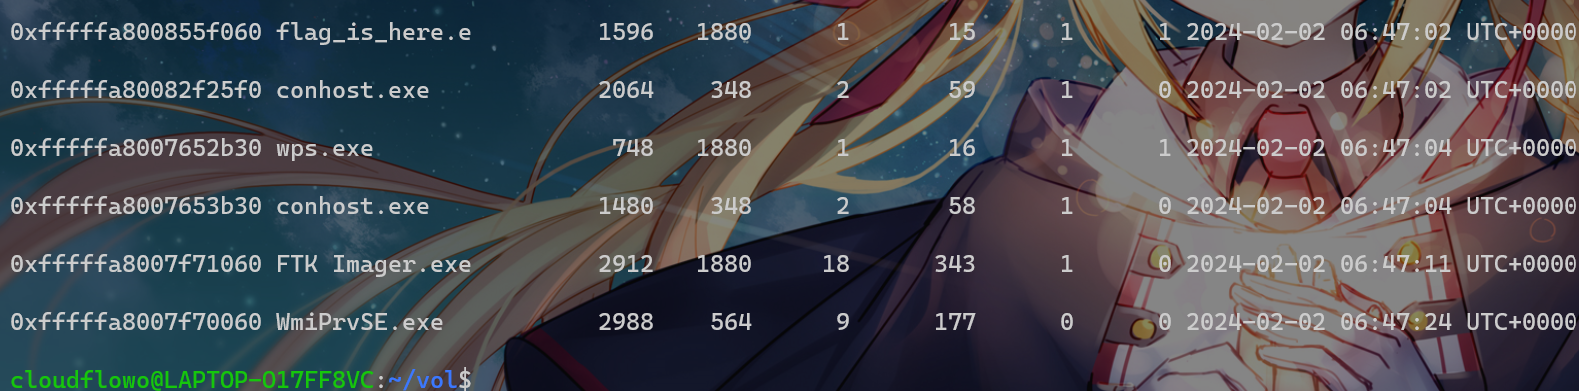 0xfffffa800855f060 flag_is_here.e 1596 1880 1 15 1 1 2024-02-02 06:47:02 UTC+0000
0xfffffa80082f25f0 conhost.exe 2064 348 2 59 1 0 2024-02-02 06:47:02 UTC+0000
0xfffffa8007652b30 wps.exe 748 1880 1 16 1 1 2024-02-02 06:47:04 UTC+0000
0xfffffa8007653b30 conhost.exe 1480 348 2 58 1 0 2024-02-02 06:47:04 UTC+0000
0xfffffa8007f71060 FTK Imager.exe 2912 1880 18 343 1 0 2024-02-02 06:47:11 UTC+0000
0xfffffa8007f70060 WmiPrvSE.exe 2988 564 9 177 0 0 2024-02-02 06:47:24 UTC+0000
cloudflowo@LAPTOP-O17FF8VC:~/vol$